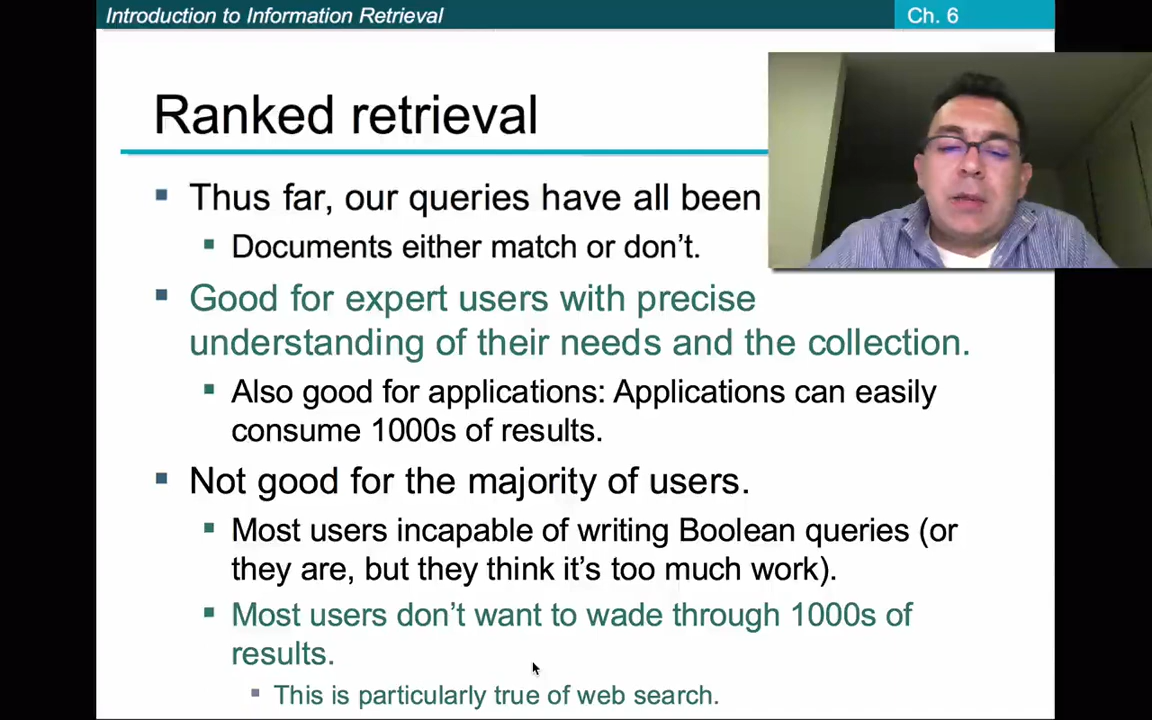 Introduction to Information Retrieval
Ch. 6
Ranked retrieval
Thus far, our queries have all been
Documents either match or don't.
Good for expert users with precise
understanding of their needs and the collection.
Also good for applications: Applications can easily
consume 1000s of results.
Not good for the majority of users.
Most users incapable of writing Boolean queries (or
they are, but they think it's too much work).
Most users don't want to wade through 1000s of
results.
This is particularly true of web search.